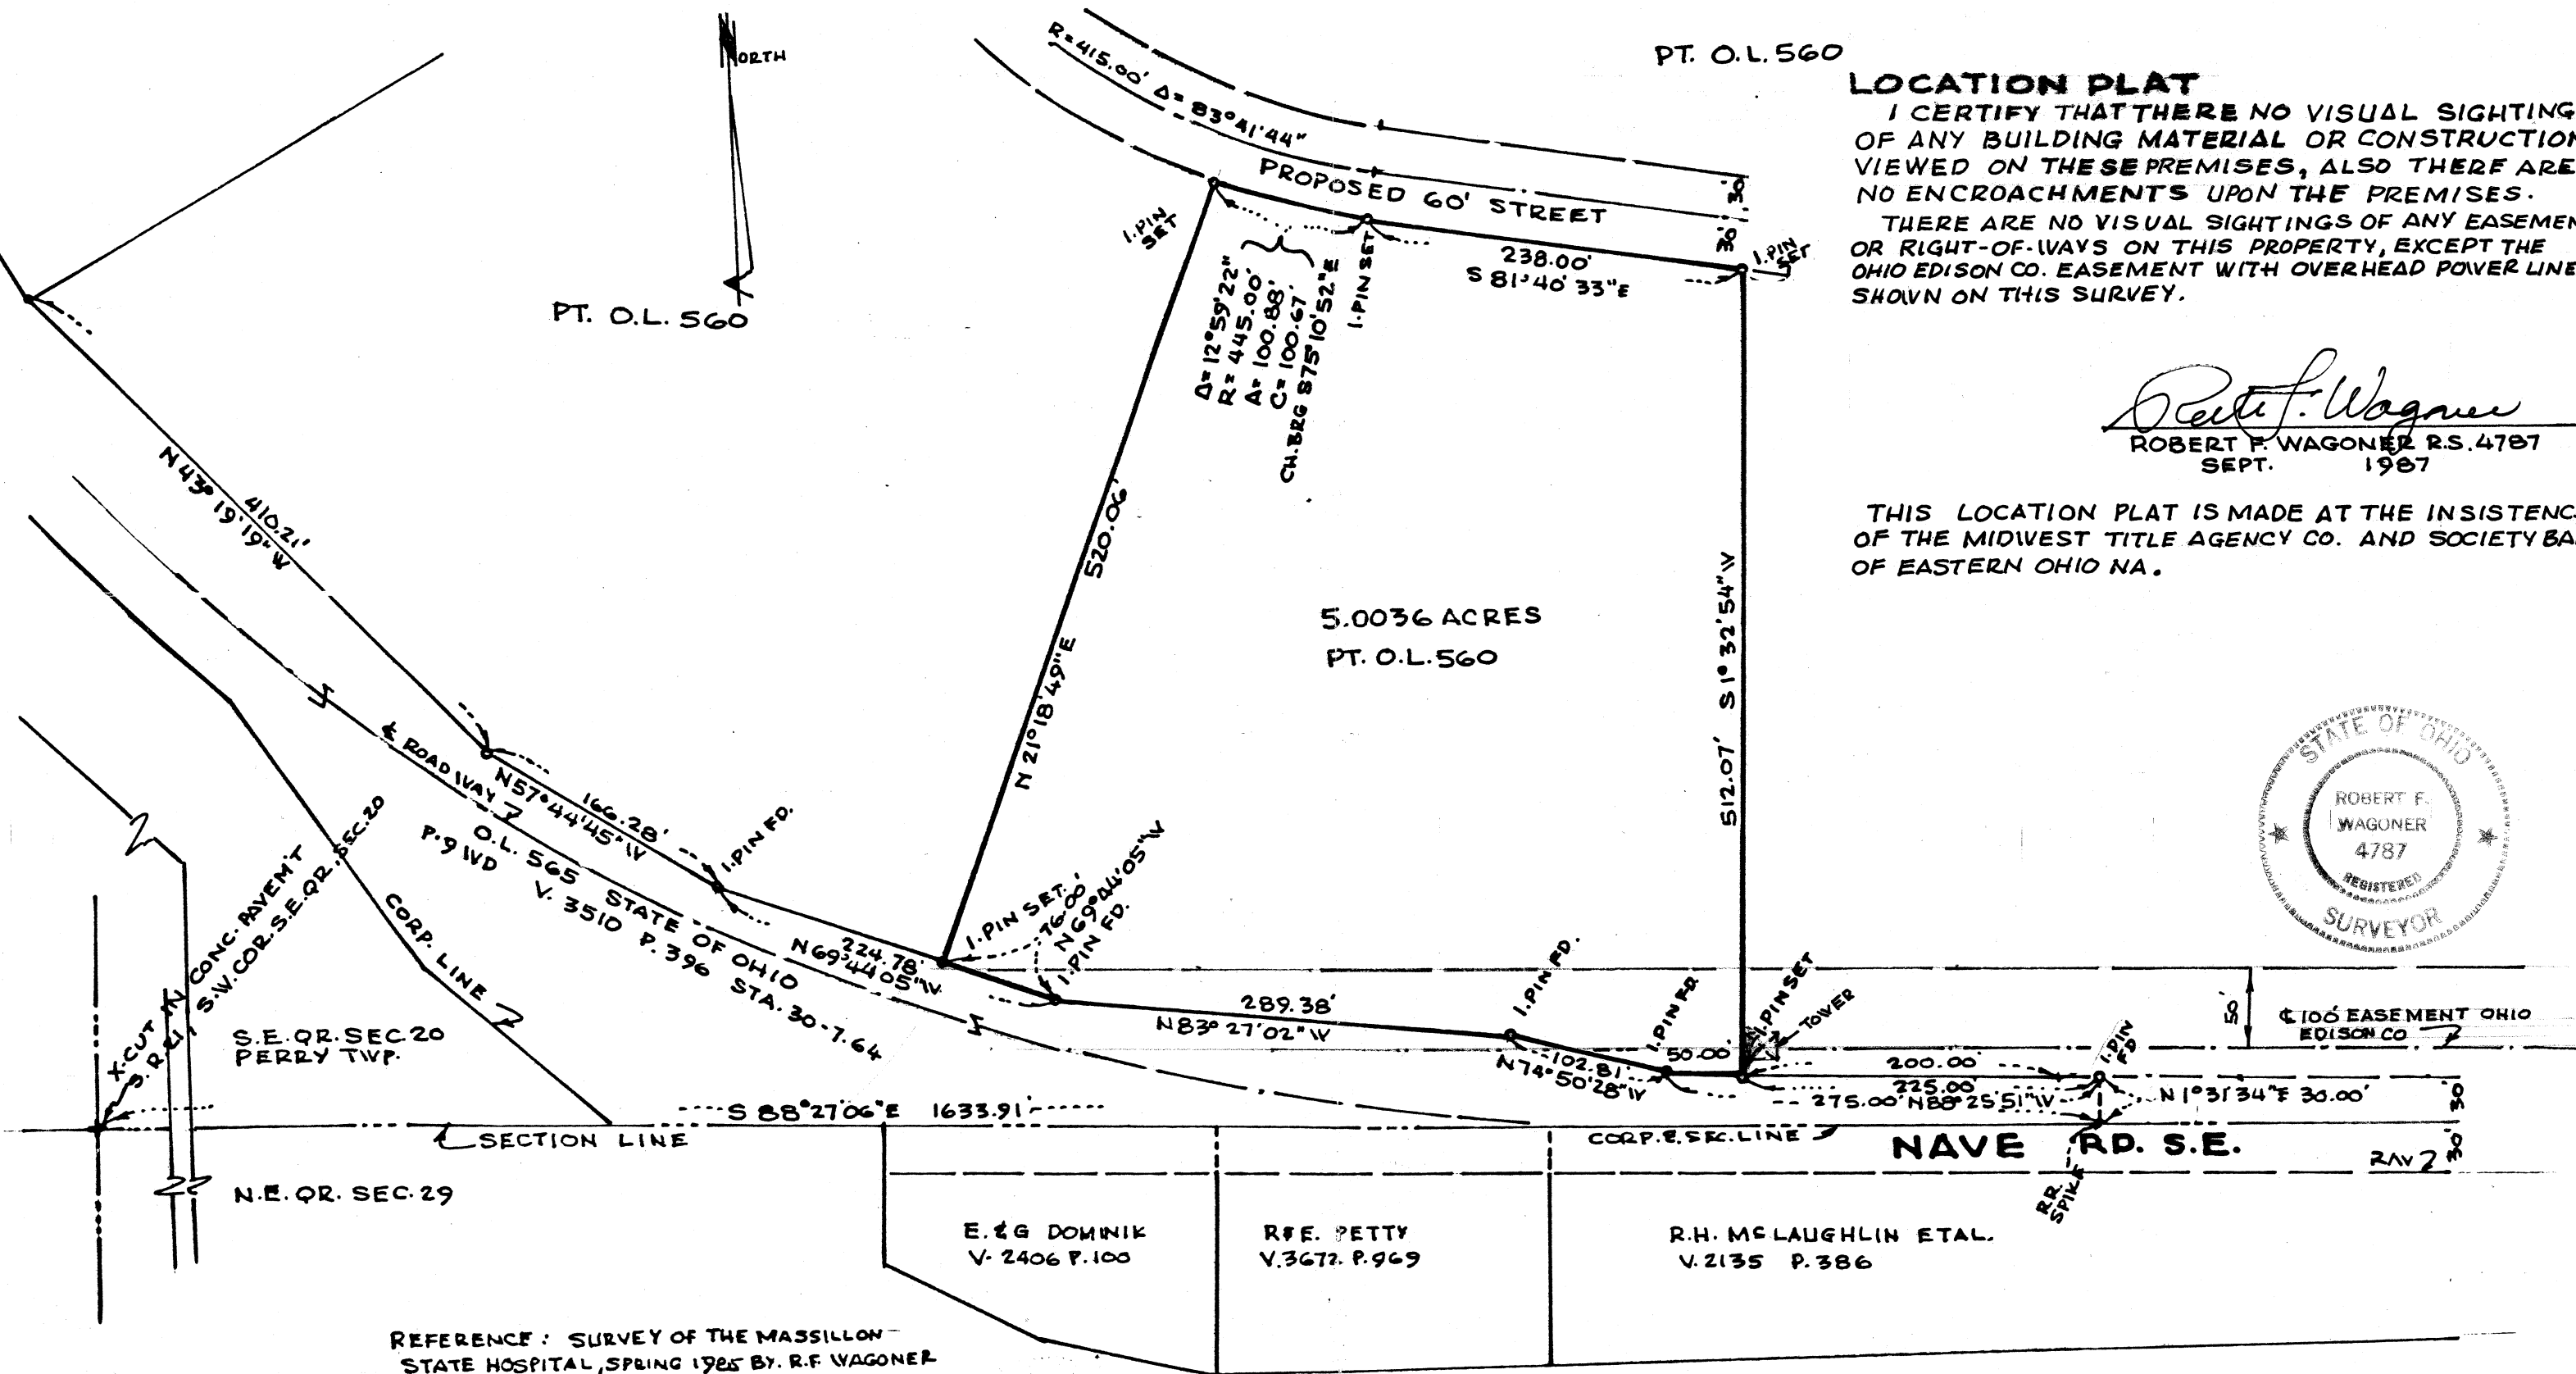 NORTH
R=415.00' Δ= 83°41'44"
PT. O.L. 560
LOCATION PLAT
I CERTIFY THAT THERE NO VISUAL SIGHTING
OF ANY BUILDING MATERIAL OR CONSTRUCTION
VIEWED ON THESE PREMISES, ALSO THERE ARE
NO ENCROACHMENTS UPON THE PREMISES.
THERE ARE NO VISUAL SIGHTINGS OF ANY EASEMEN
OR RIGHT-OF-WAYS ON THIS PROPERTY, EXCEPT THE
OHIO EDISON CO. EASEMENT WITH OVERHEAD POWER LINE
SHOWN ON THIS SURVEY.
ROBERT F. WAGONER R.S. 4787
SEPT. 1987
THIS LOCATION PLAT IS MADE AT THE INSISTENC
OF THE MIDWEST TITLE AGENCY CO. AND SOCIETY BA
OF EASTERN OHIO NA.
PROPOSED 60' STREET
30'
30'
I.PIN
SET
I.PIN SET
I.PIN
SET
238.00'
S 81°40'33"E
Δ= 12°59'22"
R= 445.00'
A= 100.88'
C= 100.67'
CH.BRG S75°10'52"E
PT. O.L. 560
N 43° 19' 19" W
410.21'
520.06'
N 21°18'49"E
5.0036 ACRES
PT. O.L. 560
512.07' S 1° 32' 54" W
STATE OF OHIO
ROBERT F.
WAGONER
4787
REGISTERED
SURVEYOR
℄ ROADWAY
N57°44'45"W
166.28'
I.PIN FD.
O.L. 565 STATE OF OHIO
P.9 WD V. 3510 P. 396 STA. 30-7.64
224.78'
N 69°44'05"W
I.PIN SET.
76.00'
N 69°44'05"W
I.PIN FD.
289.38'
N83° 27'02" W
I.PIN FD.
102.81'
N74°50'28"W
I.PIN FD.
50.00'
I.PIN SET
TOWER
200.00'
225.00'
275.00' N88°25'51"W
I.PIN
FD
N 1°31'34"E 30.00'
50'
℄ 100' EASEMENT OHIO
EDISON CO
30'
30'
X-CUT IN CONC. PAVEM'T
S.R. 21, S.W. COR. S.E. QR. SEC. 20
CORP. LINE
S.E. QR. SEC. 20
PERRY TWP.
S 88°27'06"E 1633.91'
SECTION LINE
CORP. & SEC. LINE
NAVE RD. S.E.
R/W
RR.
SPIKE
N.E. QR. SEC. 29
E. & G DOMINIK
V. 2406 P. 100
R & E. PETTY
V. 3672 P. 969
R.H. McLAUGHLIN ETAL.
V. 2135 P. 386
REFERENCE: SURVEY OF THE MASSILLON
STATE HOSPITAL, SPRING 1985 BY. R.F. WAGONER